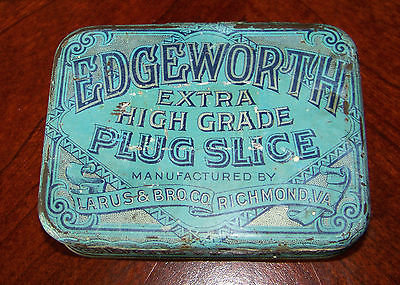 EDGEWORTH
EXTRA
HIGH GRADE
PLUG SLICE
MANUFACTURED BY
LARUS & BRO. CO. RICHMOND, VA.